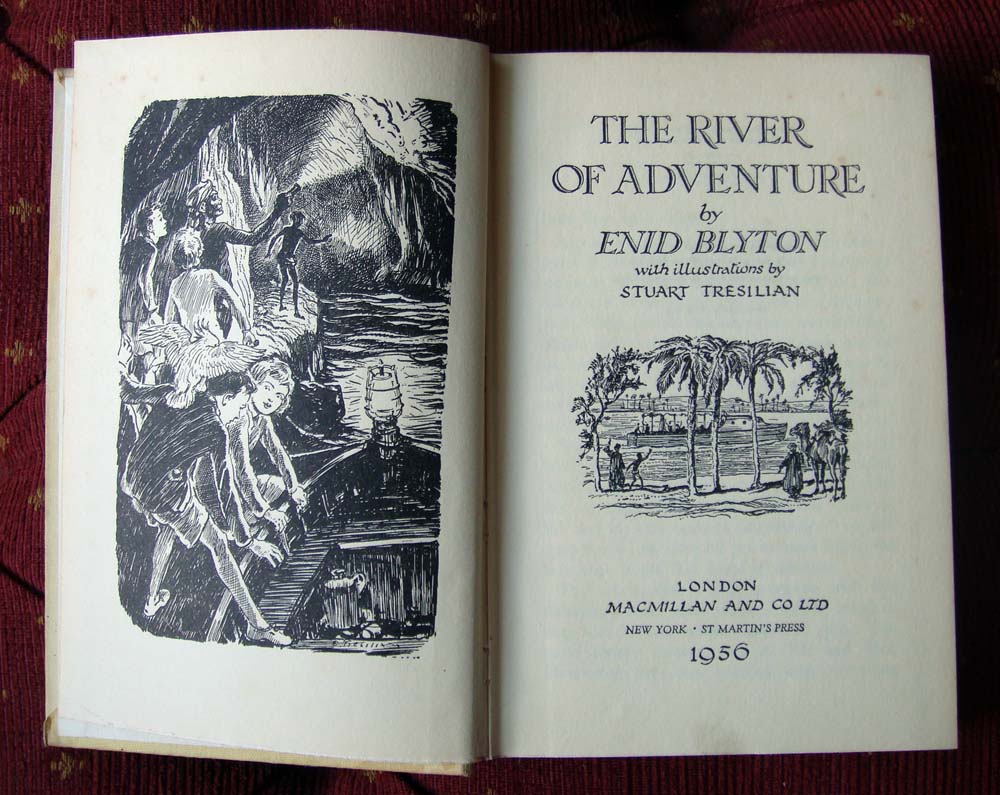 THE RIVER
OF ADVENTURE
by
ENID BLYTON
with illustrations by
STUART TRESILIAN
LONDON
MACMILLAN AND CO LTD
NEW YORK · ST MARTIN'S PRESS
1956